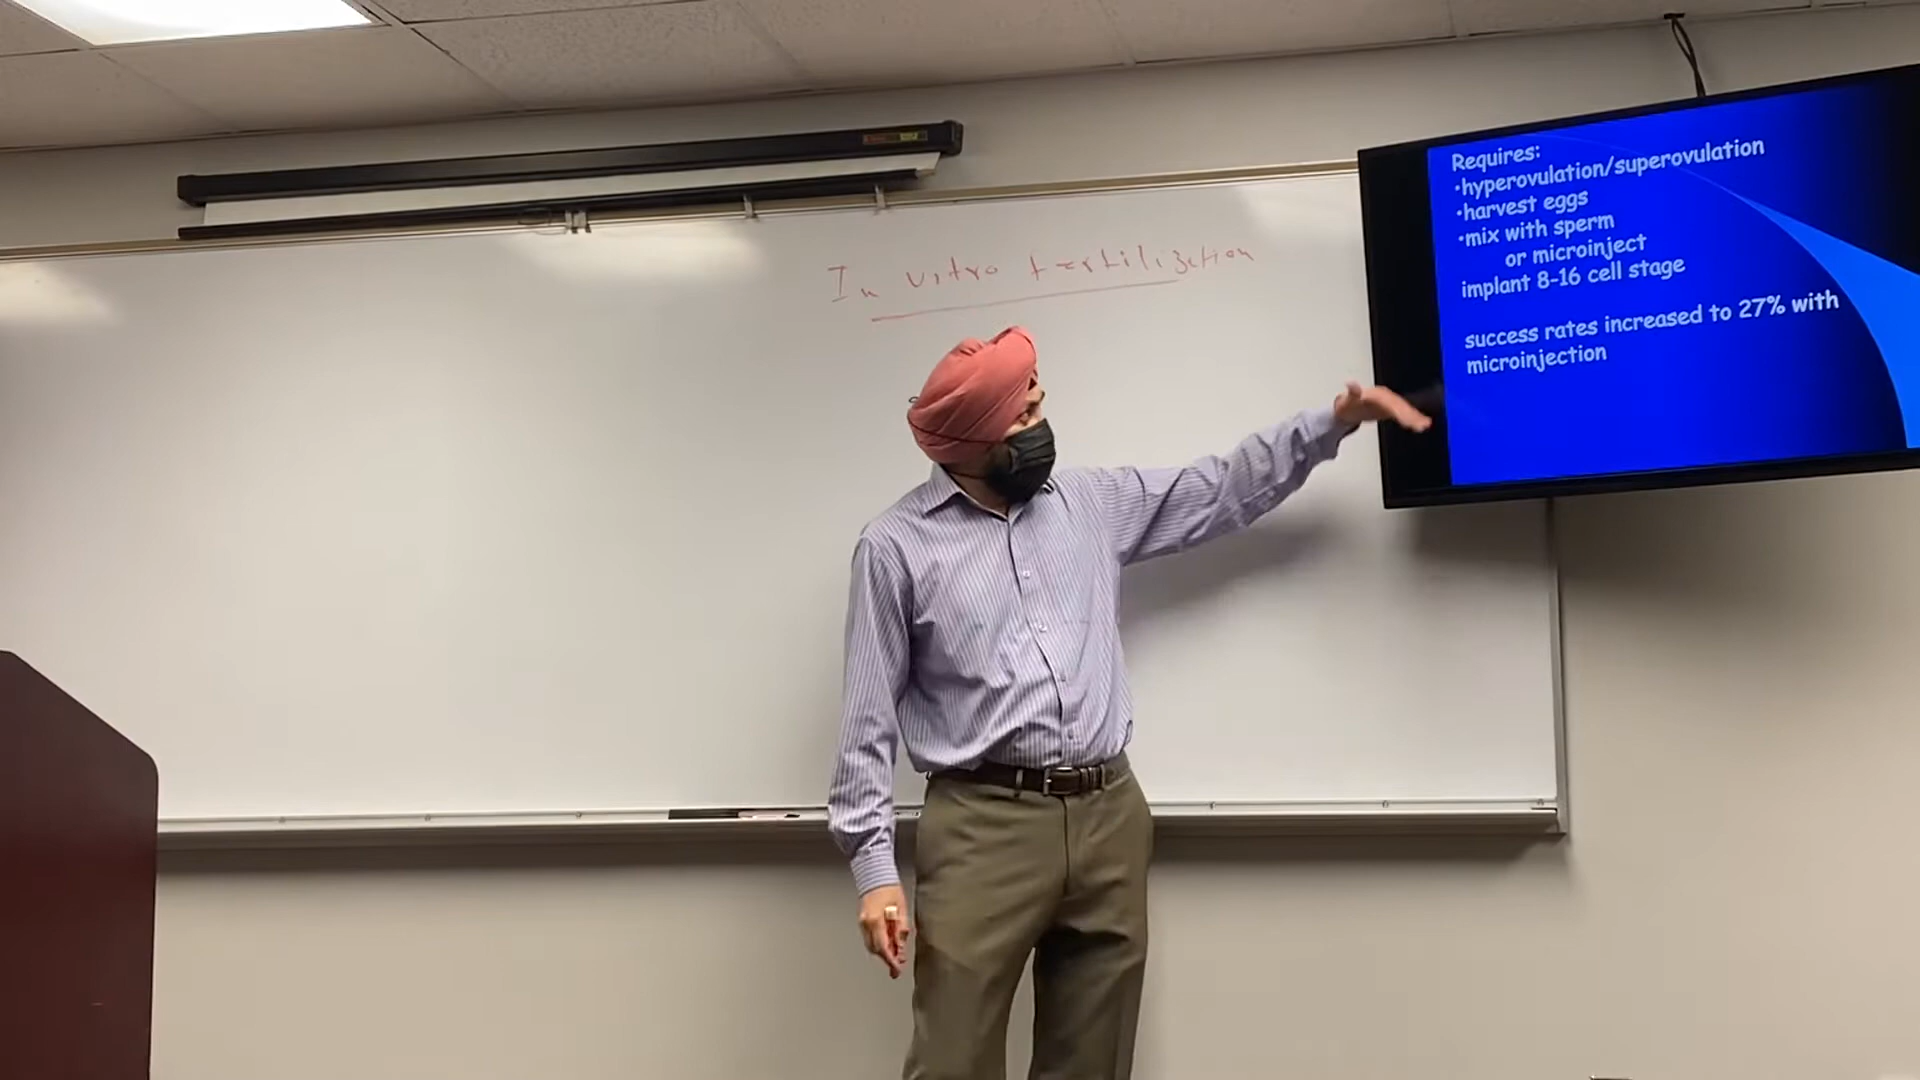 In vitro fertilization
Requires:
•hyperovulation/superovulation
•harvest eggs
•mix with sperm
or microinject
implant 8-16 cell stage
success rates increased to 27% with
microinjection